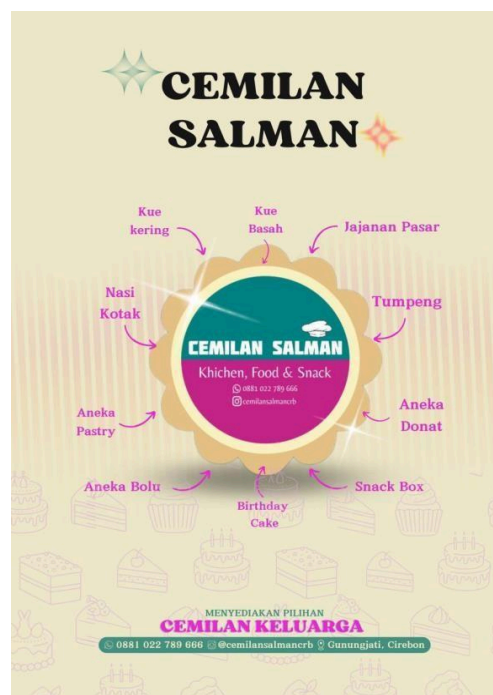 CEMILAN
SALMAN
Kue
kering
Kue
Basah
Jajanan Pasar
Nasi
Kotak
Tumpeng
CEMILAN SALMAN
Khichen, Food & Snack
0881 022 789 666
cemilansalmancrb
Aneka
Pastry
Aneka
Donat
Aneka Bolu
Birthday
Cake
Snack Box
MENYEDIAKAN PILIHAN
CEMILAN KELUARGA
0881 022 789 666 @cemilansalmancrb Gunungjati, Cirebon